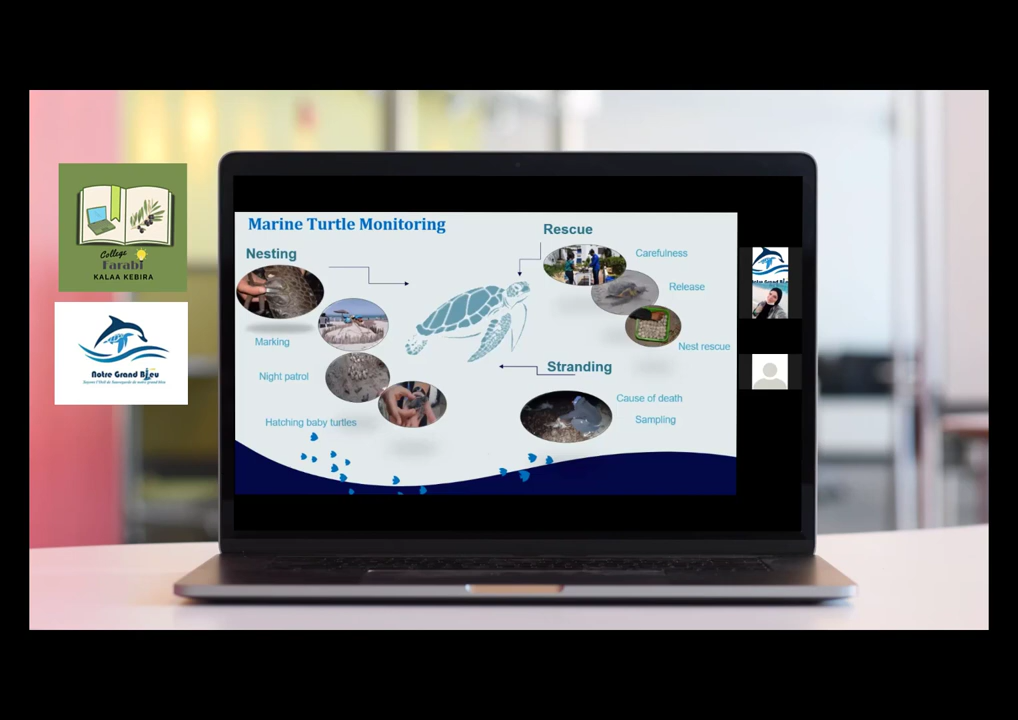 College
Farabi
KALAA KEBIRA
Notre Grand Bleu
Marine Turtle Monitoring
Nesting
Marking
Night patrol
Hatching baby turtles
Rescue
Carefulness
Release
Nest rescue
Stranding
Cause of death
Sampling